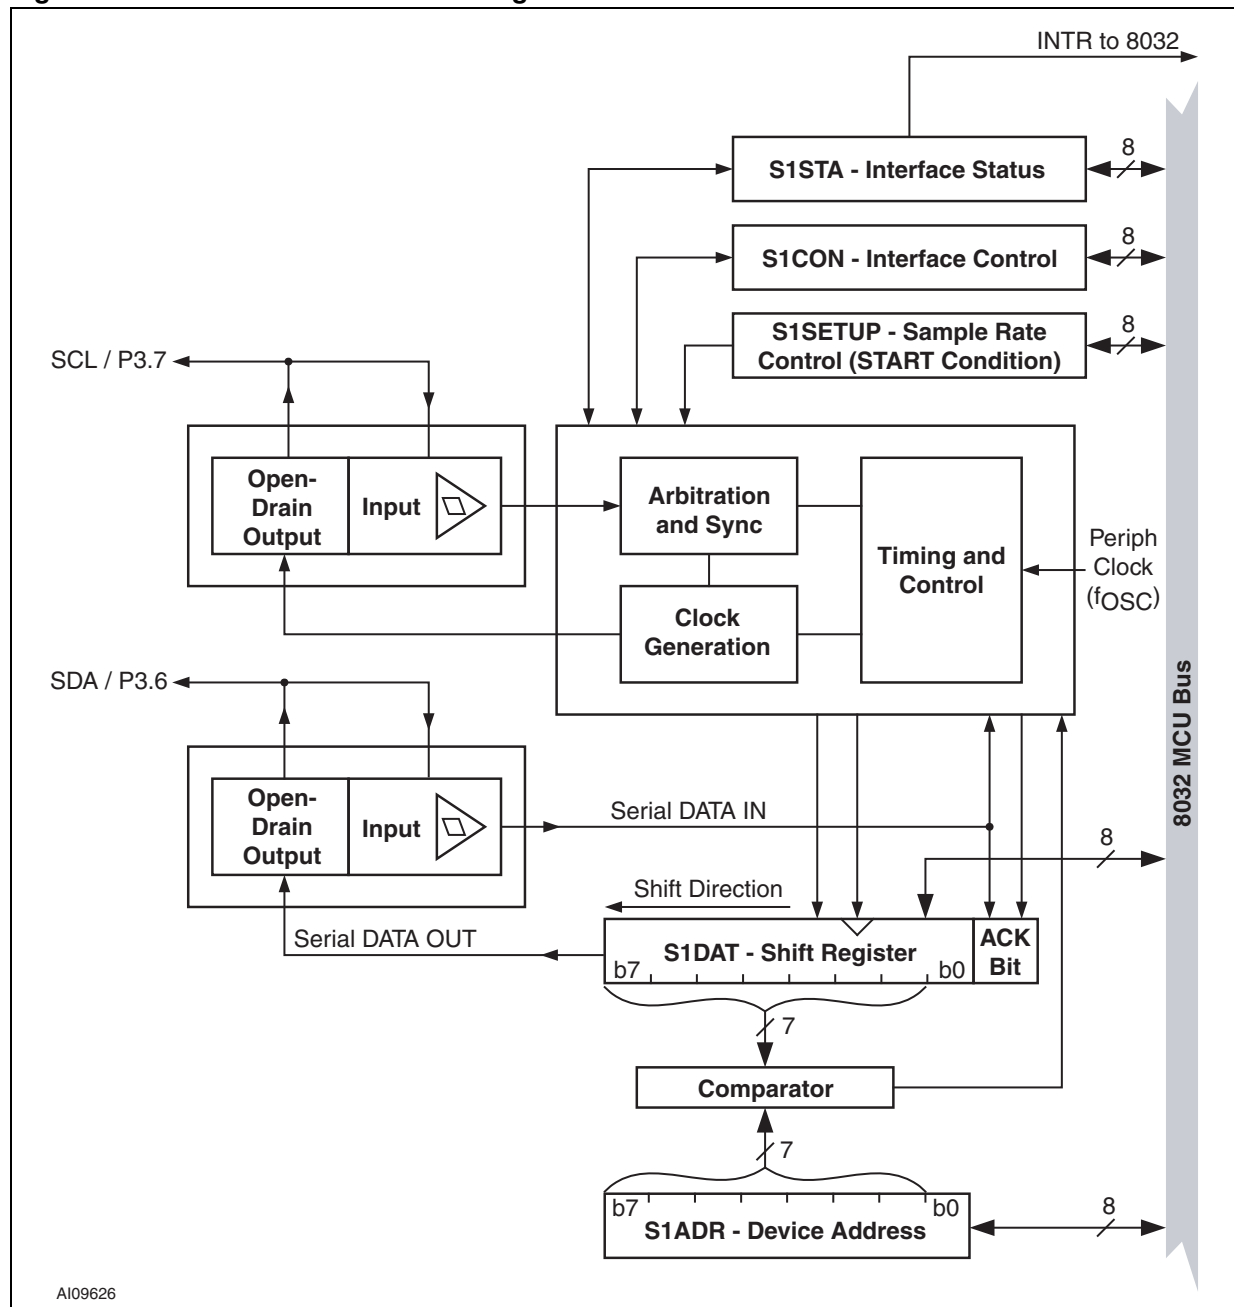 INTR to 8032
S1STA - Interface Status
8
S1CON - Interface Control
8
S1SETUP - Sample Rate
Control (START Condition)
8
SCL / P3.7
Open-
Drain
Output
Input
Arbitration
and Sync
Timing and
Control
Periph
Clock
(fOSC)
Clock
Generation
SDA / P3.6
8032 MCU Bus
Open-
Drain
Output
Input
Serial DATA IN
8
Shift Direction
Serial DATA OUT
S1DAT - Shift Register
b7
b0
ACK
Bit
7
Comparator
7
b7
b0
S1ADR - Device Address
8
AI09626